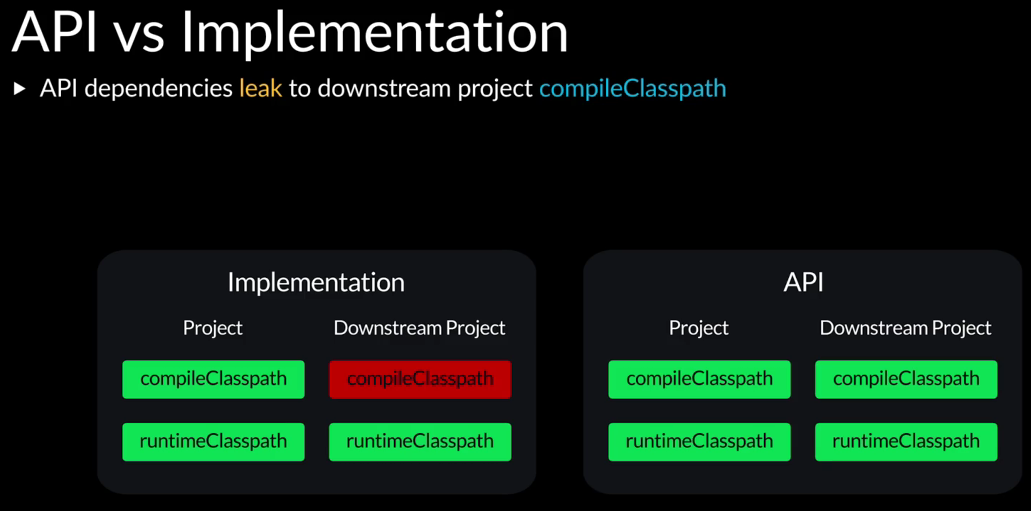 API vs Implementation
▶ API dependencies leak to downstream project compileClasspath
Implementation
Project Downstream Project
compileClasspath compileClasspath
runtimeClasspath runtimeClasspath
API
Project Downstream Project
compileClasspath compileClasspath
runtimeClasspath runtimeClasspath